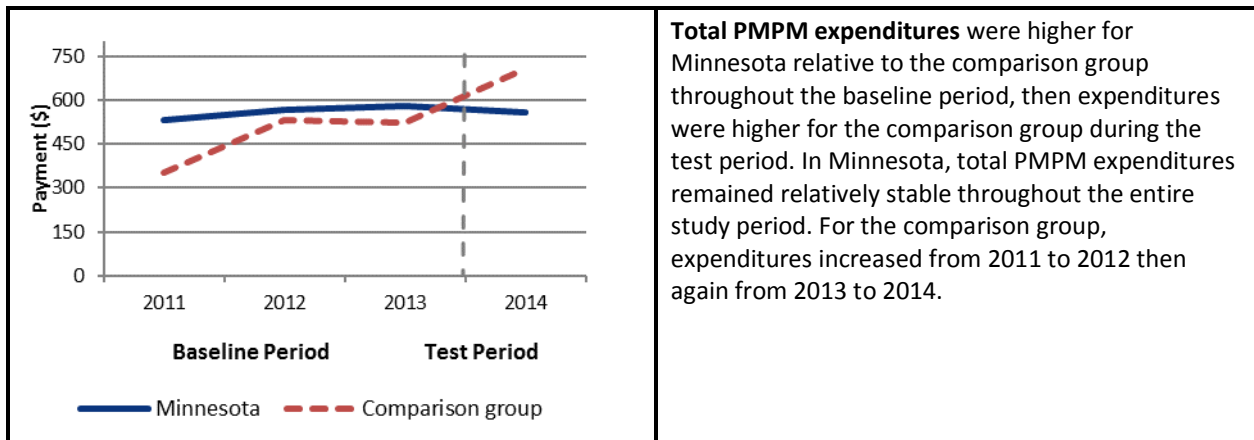 750
600
450
300
150
0
Payment ($)
2011 2012 2013 2014
Baseline Period Test Period
Minnesota Comparison group
Total PMPM expenditures were higher for
Minnesota relative to the comparison group
throughout the baseline period, then expenditures
were higher for the comparison group during the
test period. In Minnesota, total PMPM expenditures
remained relatively stable throughout the entire
study period. For the comparison group,
expenditures increased from 2011 to 2012 then
again from 2013 to 2014.